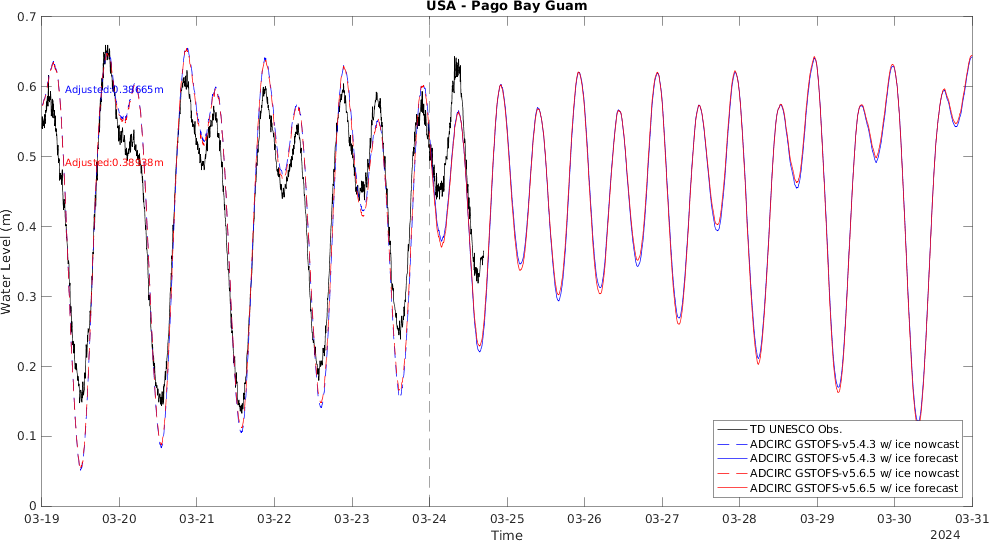 USA - Pago Bay Guam
0.7
0.6
0.5
0.4
0.3
0.2
0.1
0
Water Level (m)
Adjusted:0.38665m
Adjusted:0.38938m
TD UNESCO Obs.
ADCIRC GSTOFS-v5.4.3 w/ ice nowcast
ADCIRC GSTOFS-v5.4.3 w/ ice forecast
ADCIRC GSTOFS-v5.6.5 w/ ice nowcast
ADCIRC GSTOFS-v5.6.5 w/ ice forecast
03-19 03-20 03-21 03-22 03-23 03-24 03-25 03-26 03-27 03-28 03-29 03-30 03-31
Time
2024